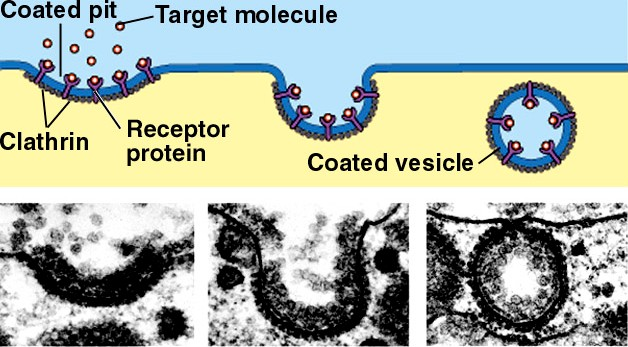 Coated pit
Target molecule
Clathrin
Receptor
protein
Coated vesicle